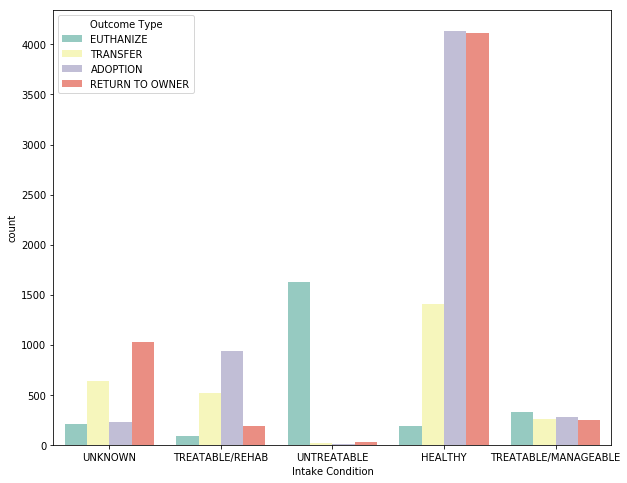 Outcome Type
EUTHANIZE
TRANSFER
ADOPTION
RETURN TO OWNER
4000
3500
3000
2500
2000
1500
1000
500
0
count
UNKNOWN TREATABLE/REHAB UNTREATABLE HEALTHY TREATABLE/MANAGEABLE
Intake Condition